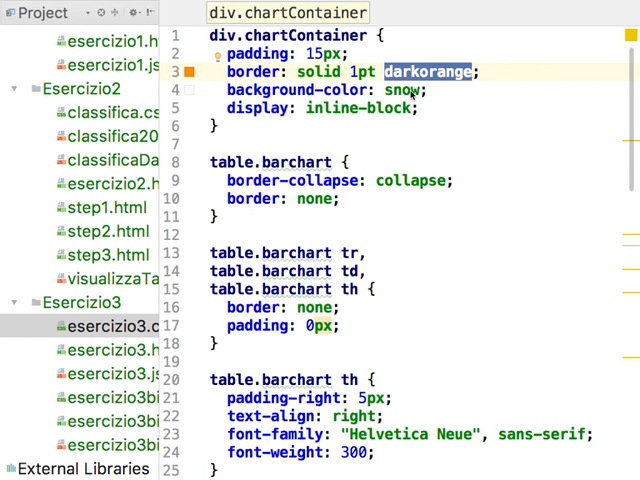 Project
div.chartContainer
esercizio1.h
esercizio1.js
Esercizio2
classifica.cs
classifica20
classificaDa
esercizio2.h
step1.html
step2.html
step3.html
visualizzaTa
Esercizio3
esercizio3.c
esercizio3.h
esercizio3.js
esercizio3bi
esercizio3bi
esercizio3bi
External Libraries
1 div.chartContainer {
2 padding: 15px;
3 border: solid 1pt darkorange;
4 background-color: snow;
5 display: inline-block;
6 }
7
8 table.barchart {
9 border-collapse: collapse;
10 border: none;
11 }
12
13 table.barchart tr,
14 table.barchart td,
15 table.barchart th {
16 border: none;
17 padding: 0px;
18 }
19
20 table.barchart th {
21 padding-right: 5px;
22 text-align: right;
23 font-family: "Helvetica Neue", sans-serif;
24 font-weight: 300;
25 }